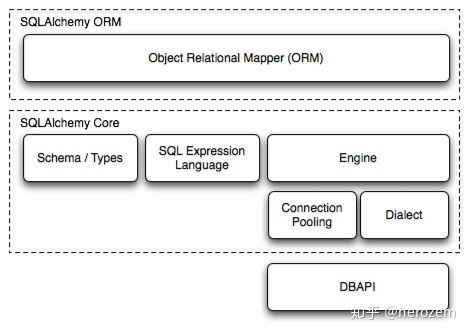 SQLAlchemy ORM
Object Relational Mapper (ORM)
SQLAlchemy Core
Schema / Types
SQL Expression
Language
Engine
Connection
Pooling
Dialect
DBAPI
知乎 @herozem